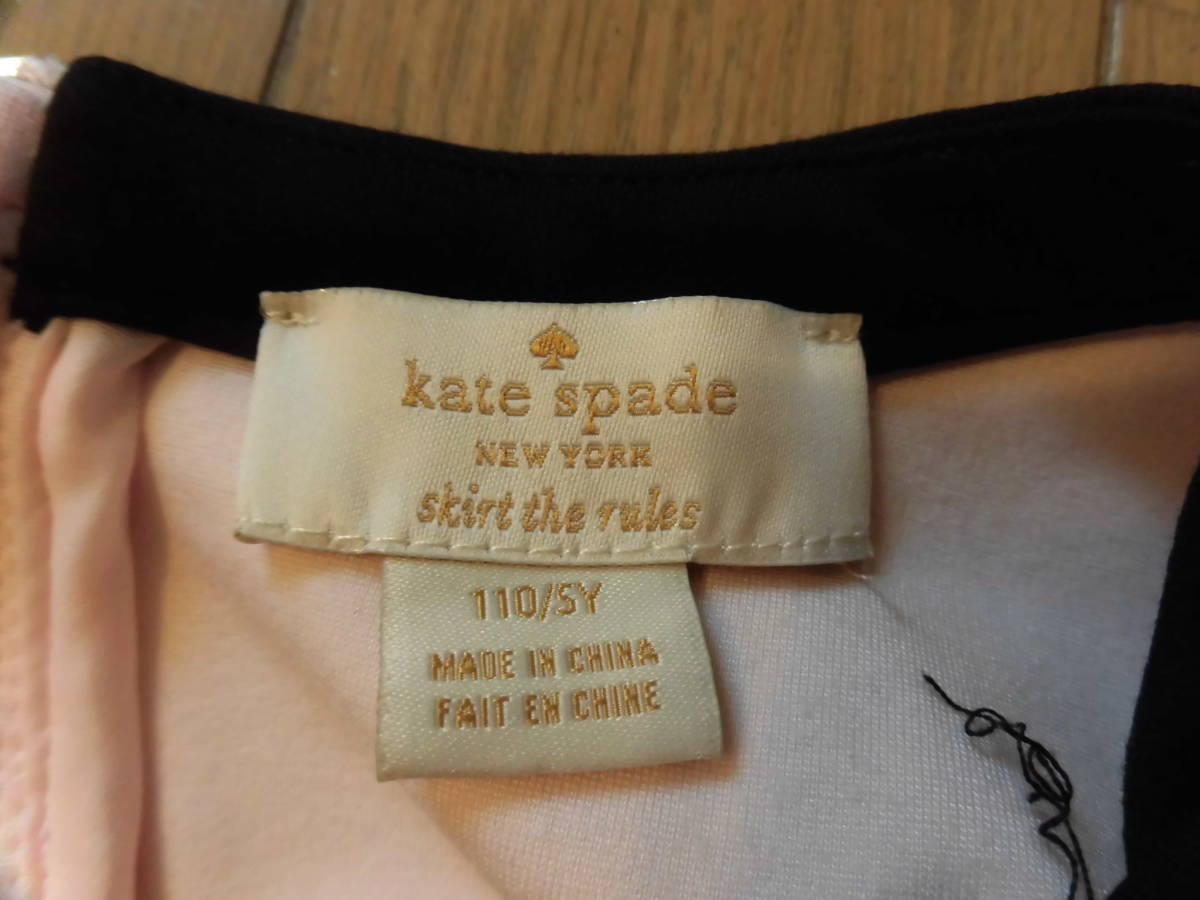 kate spade
NEW YORK
skirt the rules
110/5Y
MADE IN CHINA
FAIT EN CHINE